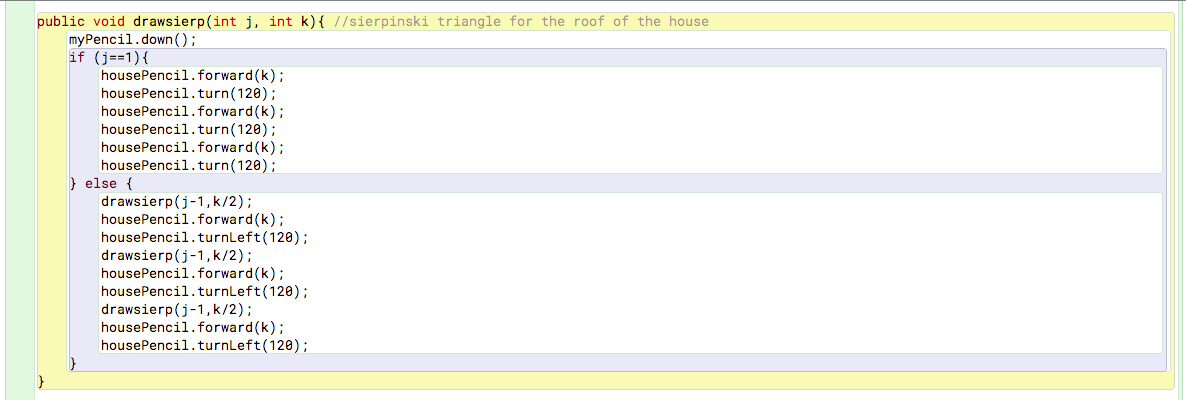 public void drawsierp(int j, int k){ //sierpinski triangle for the roof of the house
myPencil.down();
if (j==1){
housePencil.forward(k);
housePencil.turn(120);
housePencil.forward(k);
housePencil.turn(120);
housePencil.forward(k);
housePencil.turn(120);
} else {
drawsierp(j-1,k/2);
housePencil.forward(k);
housePencil.turnLeft(120);
drawsierp(j-1,k/2);
housePencil.forward(k);
housePencil.turnLeft(120);
drawsierp(j-1,k/2);
housePencil.forward(k);
housePencil.turnLeft(120);
}
}